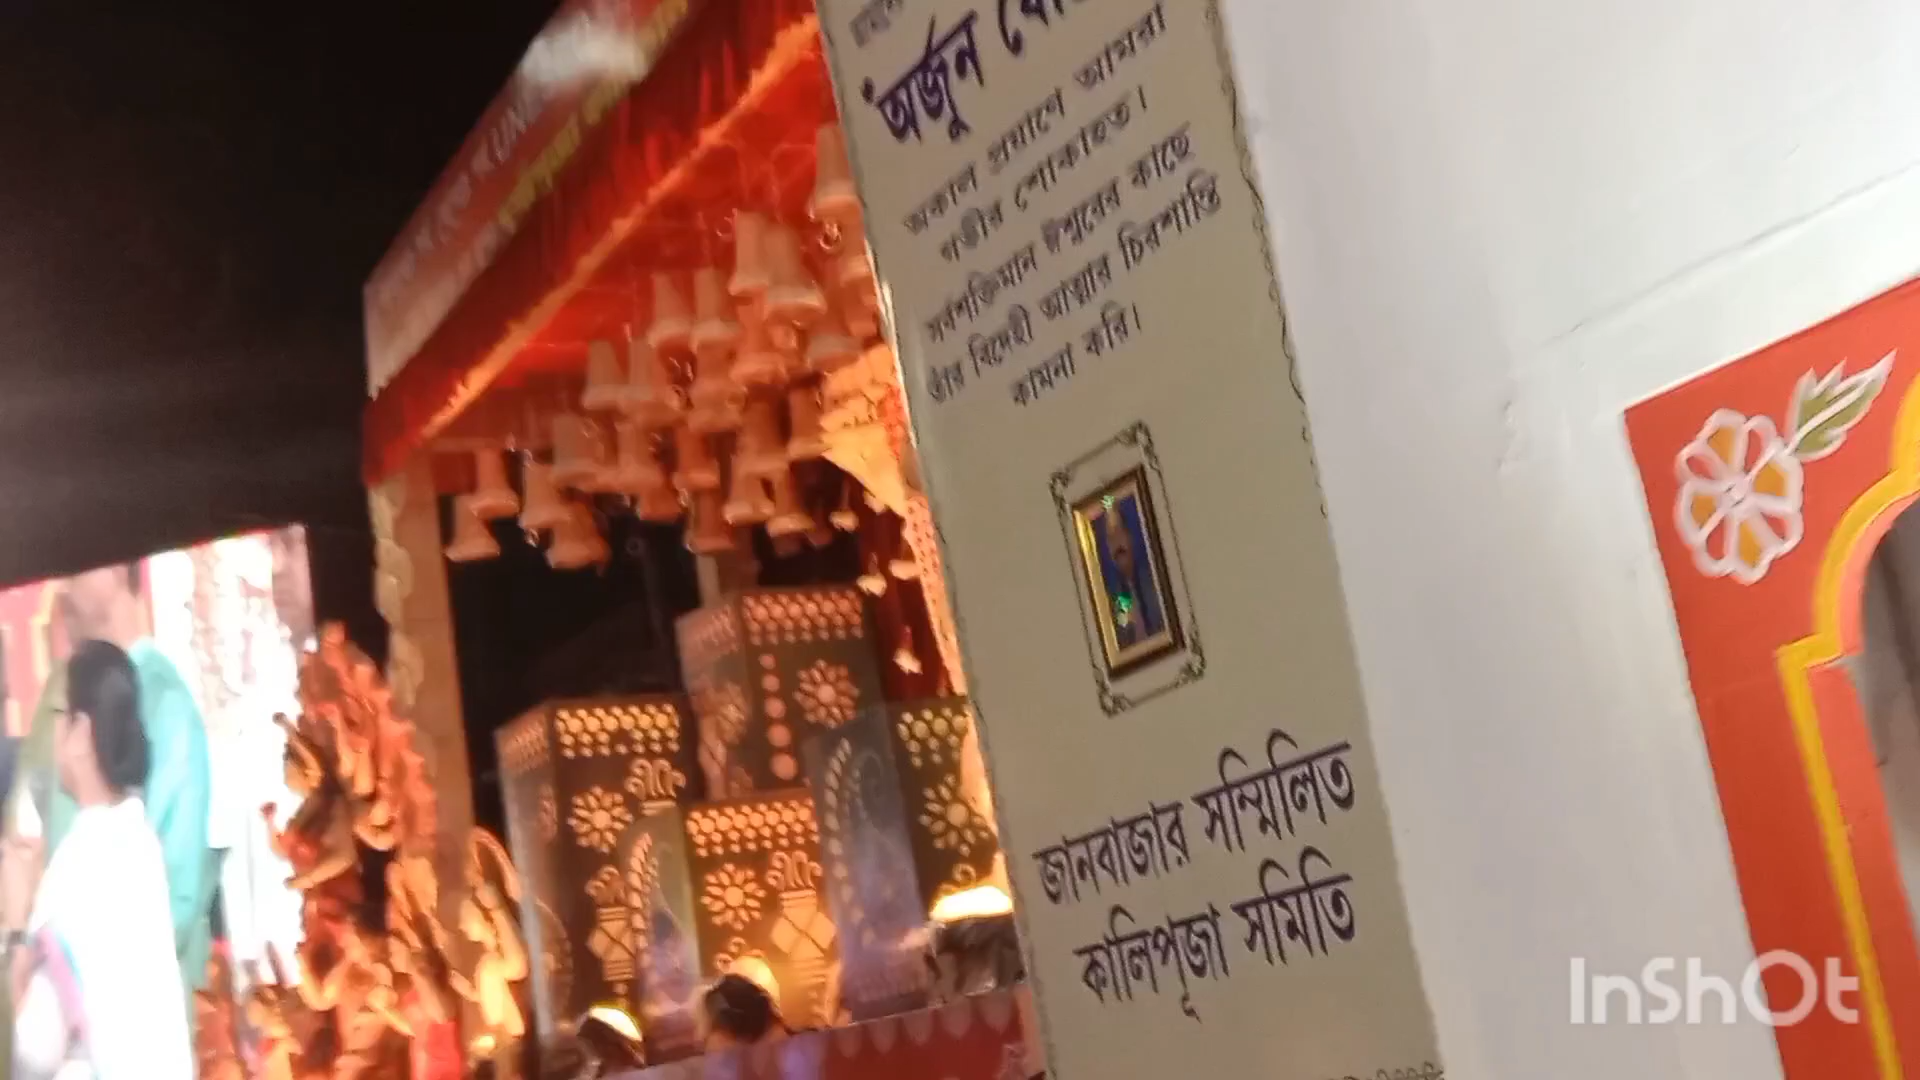 'অর্জুন
অকাল প্রয়াণে আমরা
গভীর শোকাহত।
সর্বশক্তিমান ঈশ্বরের কাছে
তাঁর বিদেহী আত্মার চিরশান্তি
কামনা করি।
জানবাজার সম্মিলিত
কালিপূজা সমিতি
InShOt